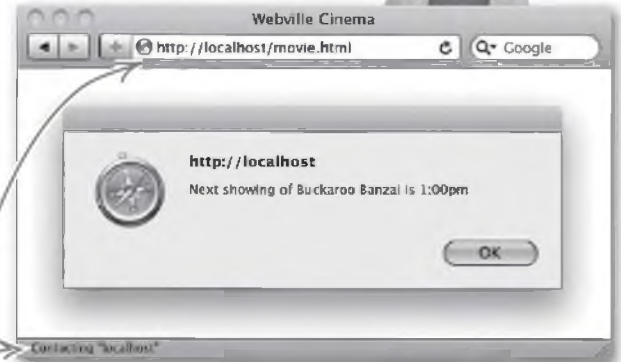 Webville Cinema
http://localhost/movie.html
Google
http://localhost
Next showing of Buckaroo Banzai is 1:00pm
OK
Contacting "localhost"